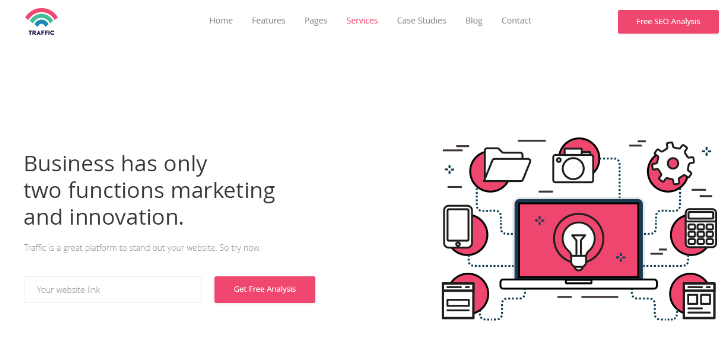 TRAFFIC
Home Features Pages Services Case Studies Blog Contact
Free SEO Analysis
Business has only
two functions marketing
and innovation.
Traffic is a great platform to stand out your website. So try now.
Your website link
Get Free Analysis